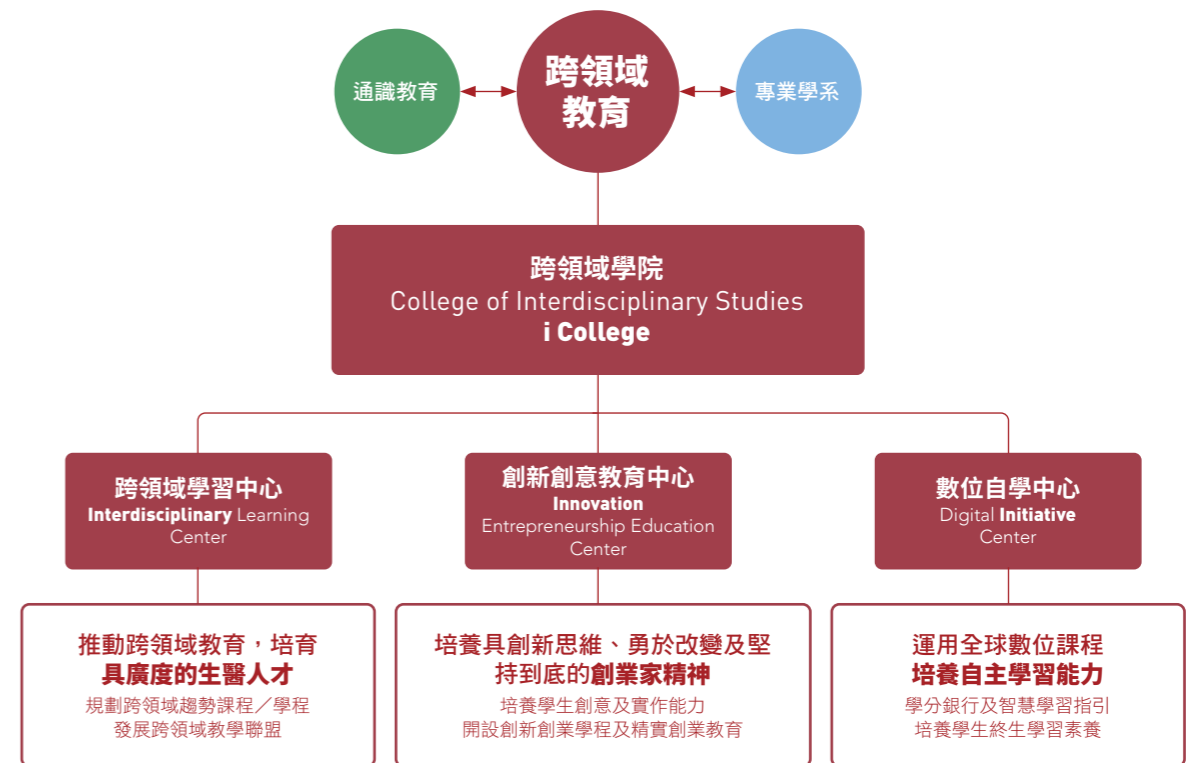 通識教育
跨領域
教育
專業學系
跨領域學院
College of Interdisciplinary Studies
i College
跨領域學習中心
Interdisciplinary Learning
Center
創新創意教育中心
Innovation
Entrepreneurship Education
Center
數位自學中心
Digital Initiative
Center
推動跨領域教育，培育
具廣度的生醫人才
規劃跨領域趨勢課程／學程
發展跨領域教學聯盟
培養具創新思維、勇於改變及堅
持到底的創業家精神
培養學生創意及實作能力
開設創新創業學程及精實創業教育
運用全球數位課程
培養自主學習能力
學分銀行及智慧學習指引
培養學生終生學習素養